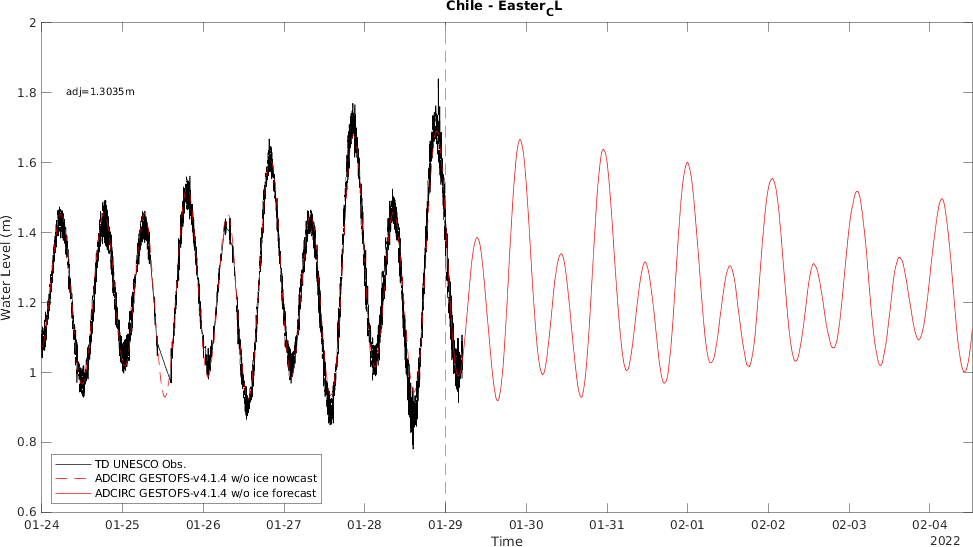 Chile - Easter_CL
2
1.8
1.6
1.4
1.2
1
0.8
0.6
Water Level (m)
adj=1.3035m
TD UNESCO Obs.
ADCIRC GESTOFS-v4.1.4 w/o ice nowcast
ADCIRC GESTOFS-v4.1.4 w/o ice forecast
01-24 01-25 01-26 01-27 01-28 01-29 01-30 01-31 02-01 02-02 02-03 02-04
Time
2022